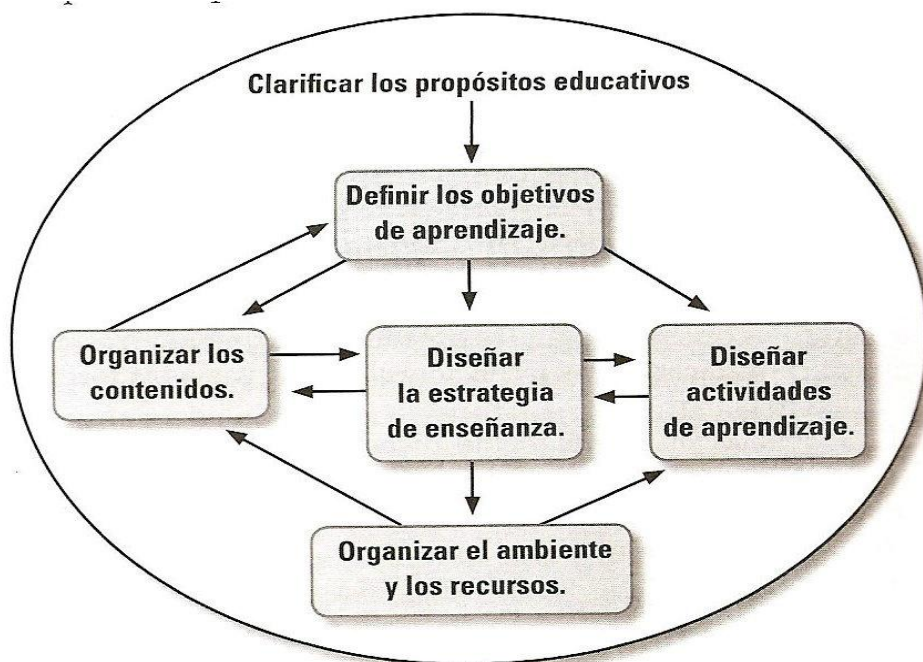 Clarificar los propósitos educativos
Definir los objetivos
de aprendizaje.
Organizar los
contenidos.
Diseñar
la estrategia
de enseñanza.
Diseñar
actividades
de aprendizaje.
Organizar el ambiente
y los recursos.